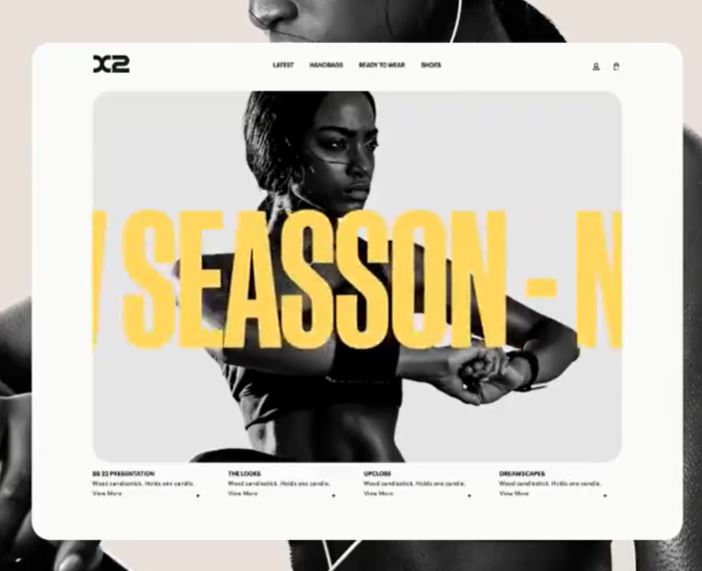 X2
LATEST HANDBAGS READY TO WEAR SHOES
SEASSON - N
SS 22 PRESENTATION
Wood candlestick. Holds one candle.
View More
THE LOOKS
Wood candlestick. Holds one candle.
View More
UPCLOSE
Wood candlestick. Holds one candle.
View More
DREAMSCAPES
Wood candlestick. Holds one candle.
View More